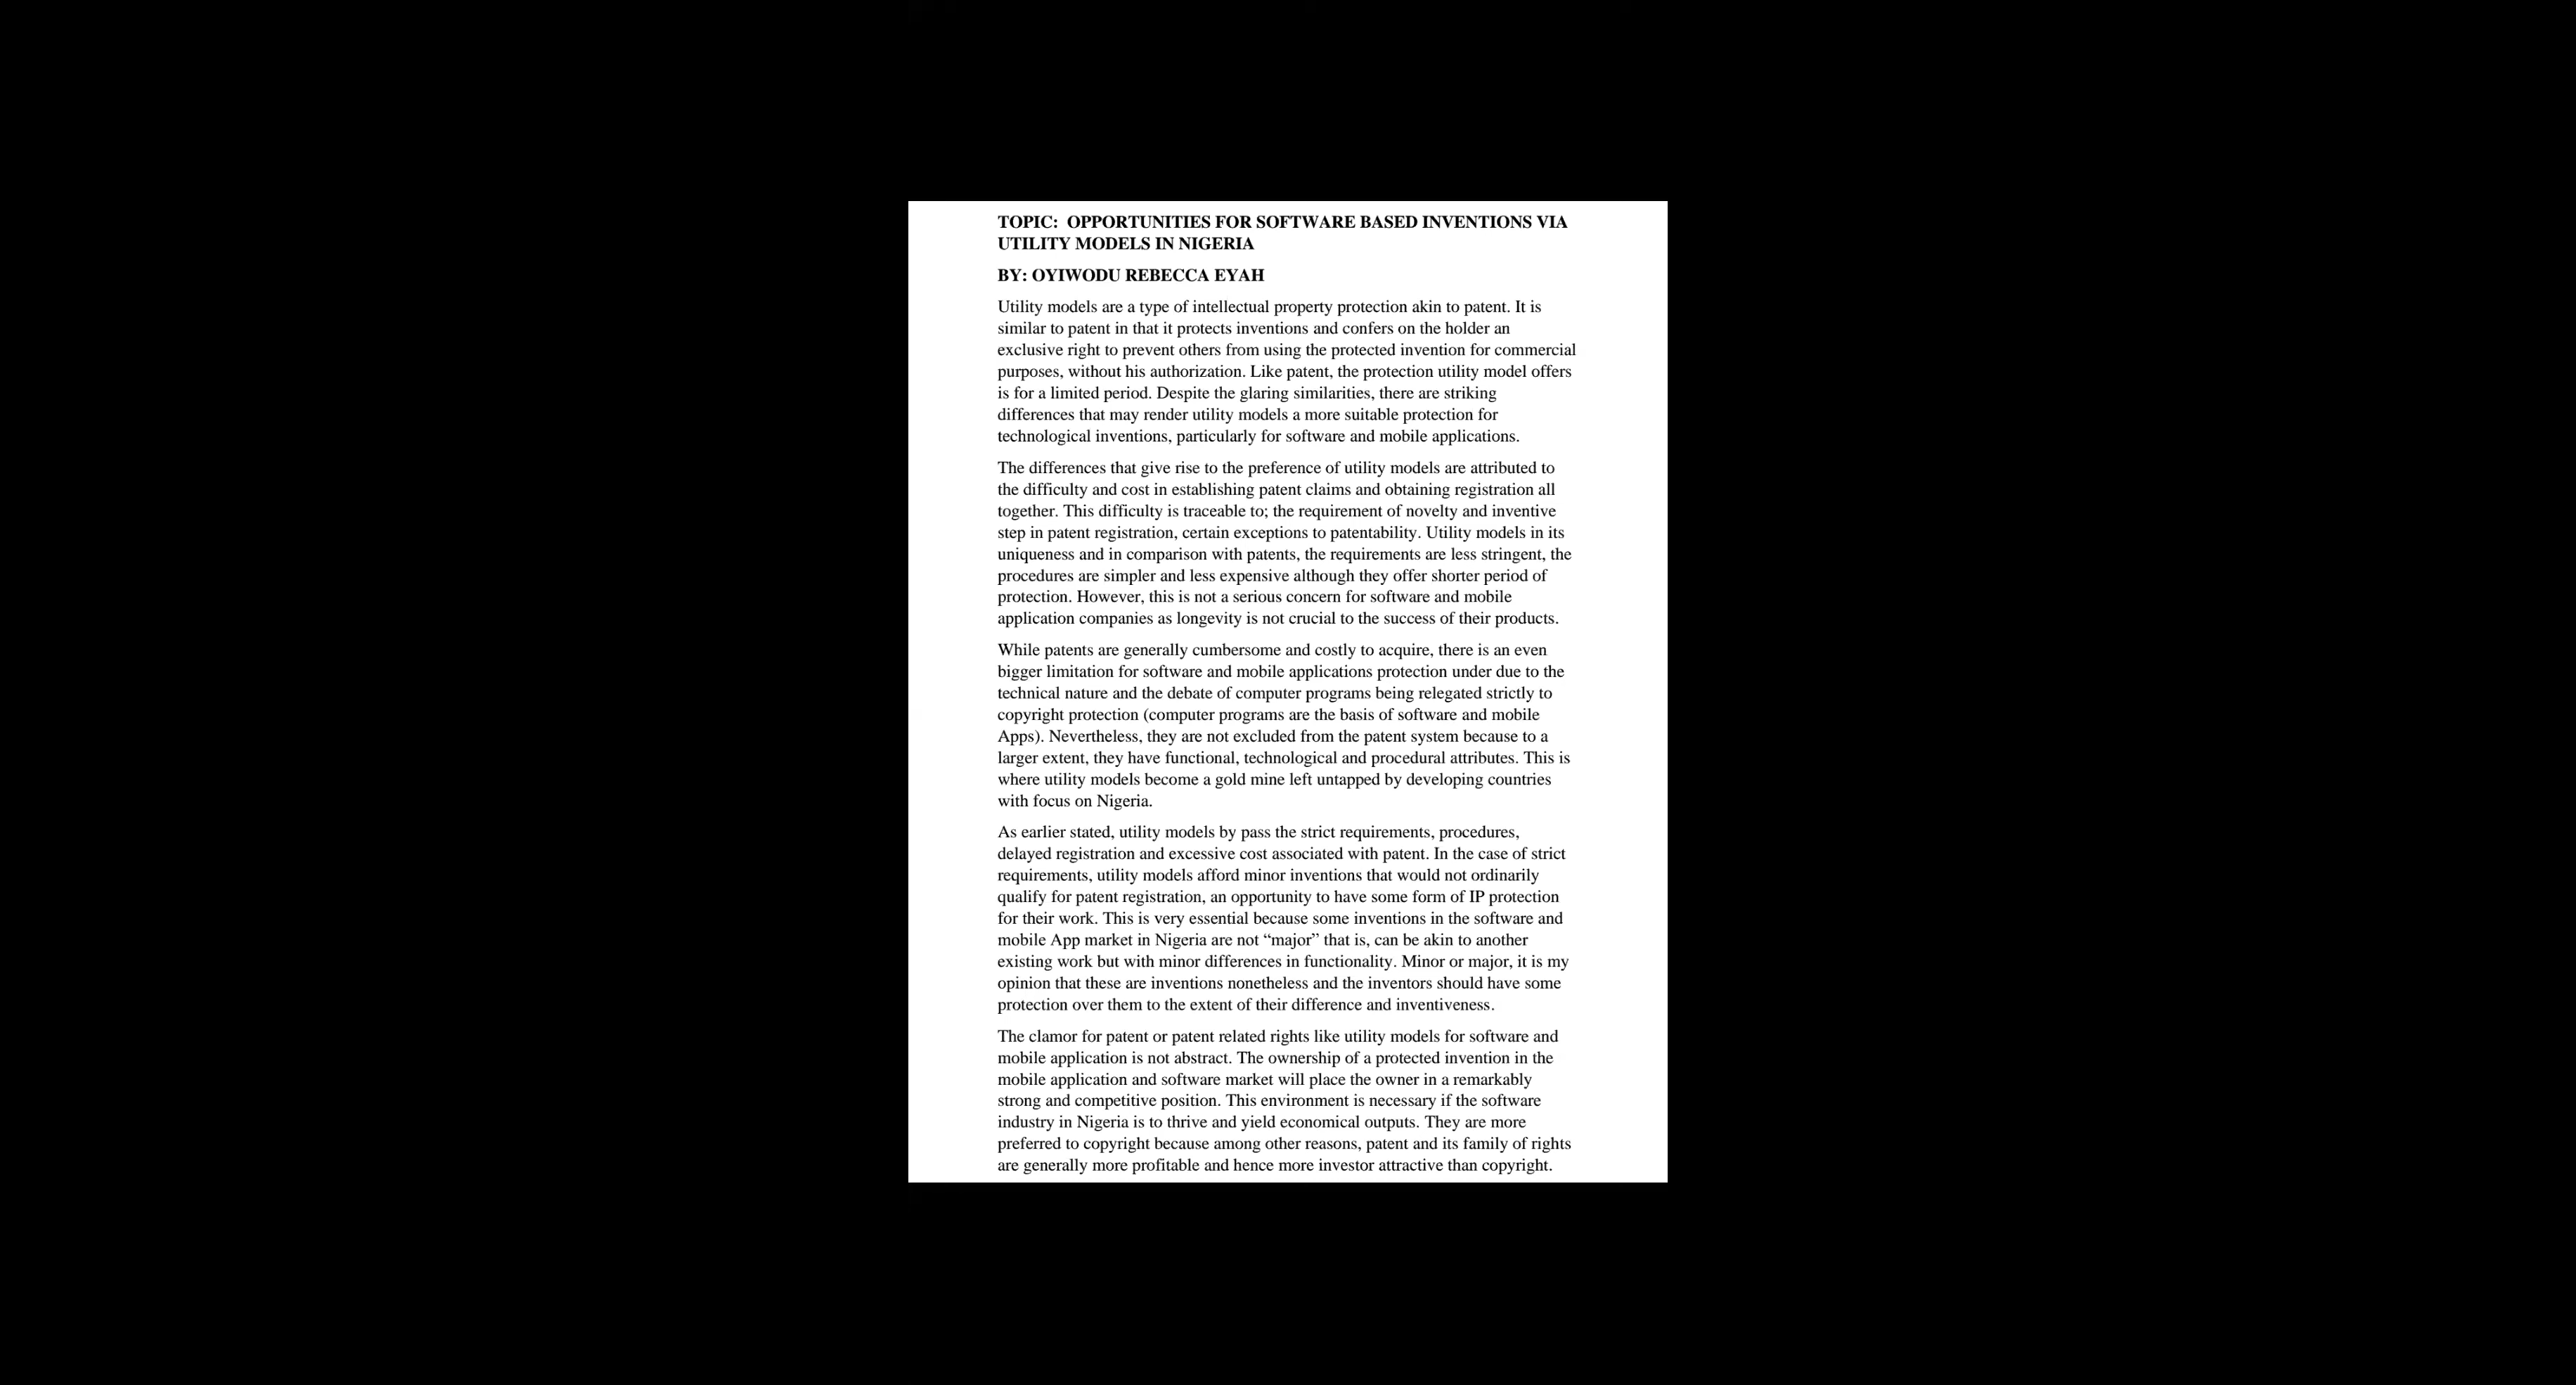 TOPIC:  OPPORTUNITIES FOR SOFTWARE BASED INVENTIONS VIA
UTILITY MODELS IN NIGERIA
BY: OYIWODU REBECCA EYAH
Utility models are a type of intellectual property protection akin to patent. It is
similar to patent in that it protects inventions and confers on the holder an
exclusive right to prevent others from using the protected invention for commercial
purposes, without his authorization. Like patent, the protection utility model offers
is for a limited period. Despite the glaring similarities, there are striking
differences that may render utility models a more suitable protection for
technological inventions, particularly for software and mobile applications.
The differences that give rise to the preference of utility models are attributed to
the difficulty and cost in establishing patent claims and obtaining registration all
together. This difficulty is traceable to; the requirement of novelty and inventive
step in patent registration, certain exceptions to patentability. Utility models in its
uniqueness and in comparison with patents, the requirements are less stringent, the
procedures are simpler and less expensive although they offer shorter period of
protection. However, this is not a serious concern for software and mobile
application companies as longevity is not crucial to the success of their products.
While patents are generally cumbersome and costly to acquire, there is an even
bigger limitation for software and mobile applications protection under due to the
technical nature and the debate of computer programs being relegated strictly to
copyright protection (computer programs are the basis of software and mobile
Apps). Nevertheless, they are not excluded from the patent system because to a
larger extent, they have functional, technological and procedural attributes. This is
where utility models become a gold mine left untapped by developing countries
with focus on Nigeria.
As earlier stated, utility models by pass the strict requirements, procedures,
delayed registration and excessive cost associated with patent. In the case of strict
requirements, utility models afford minor inventions that would not ordinarily
qualify for patent registration, an opportunity to have some form of IP protection
for their work. This is very essential because some inventions in the software and
mobile App market in Nigeria are not “major” that is, can be akin to another
existing work but with minor differences in functionality. Minor or major, it is my
opinion that these are inventions nonetheless and the inventors should have some
protection over them to the extent of their difference and inventiveness.
The clamor for patent or patent related rights like utility models for software and
mobile application is not abstract. The ownership of a protected invention in the
mobile application and software market will place the owner in a remarkably
strong and competitive position. This environment is necessary if the software
industry in Nigeria is to thrive and yield economical outputs. They are more
preferred to copyright because among other reasons, patent and its family of rights
are generally more profitable and hence more investor attractive than copyright.